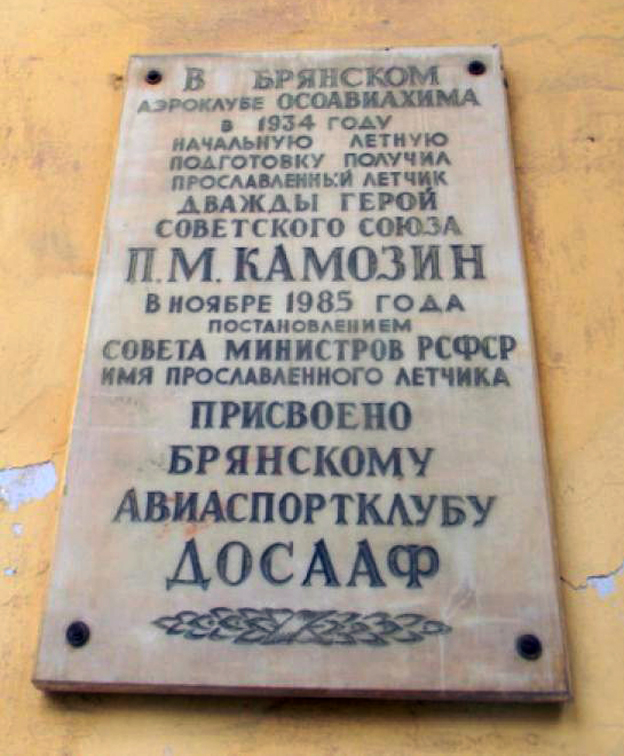 В БРЯНСКОМ
АЭРОКЛУБЕ ОСОАВИАХИМА
В 1934 ГОДУ
НАЧАЛЬНУЮ ЛЕТНУЮ
ПОДГОТОВКУ ПОЛУЧИЛ
ПРОСЛАВЛЕННЫЙ ЛЕТЧИК
ДВАЖДЫ ГЕРОЙ
СОВЕТСКОГО СОЮЗА
П.М. КАМОЗИН
В НОЯБРЕ 1985 ГОДА
ПОСТАНОВЛЕНИЕМ
СОВЕТА МИНИСТРОВ РСФСР
ИМЯ ПРОСЛАВЛЕННОГО ЛЕТЧИКА
ПРИСВОЕНО
БРЯНСКОМУ
АВИАСПОРТКЛУБУ
ДОСААФ